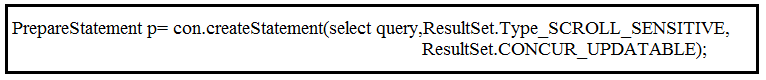 PrepareStatement p= con.createStatement(select query,ResultSet.Type_SCROLL_SENSITIVE,
ResultSet.CONCUR_UPDATABLE);